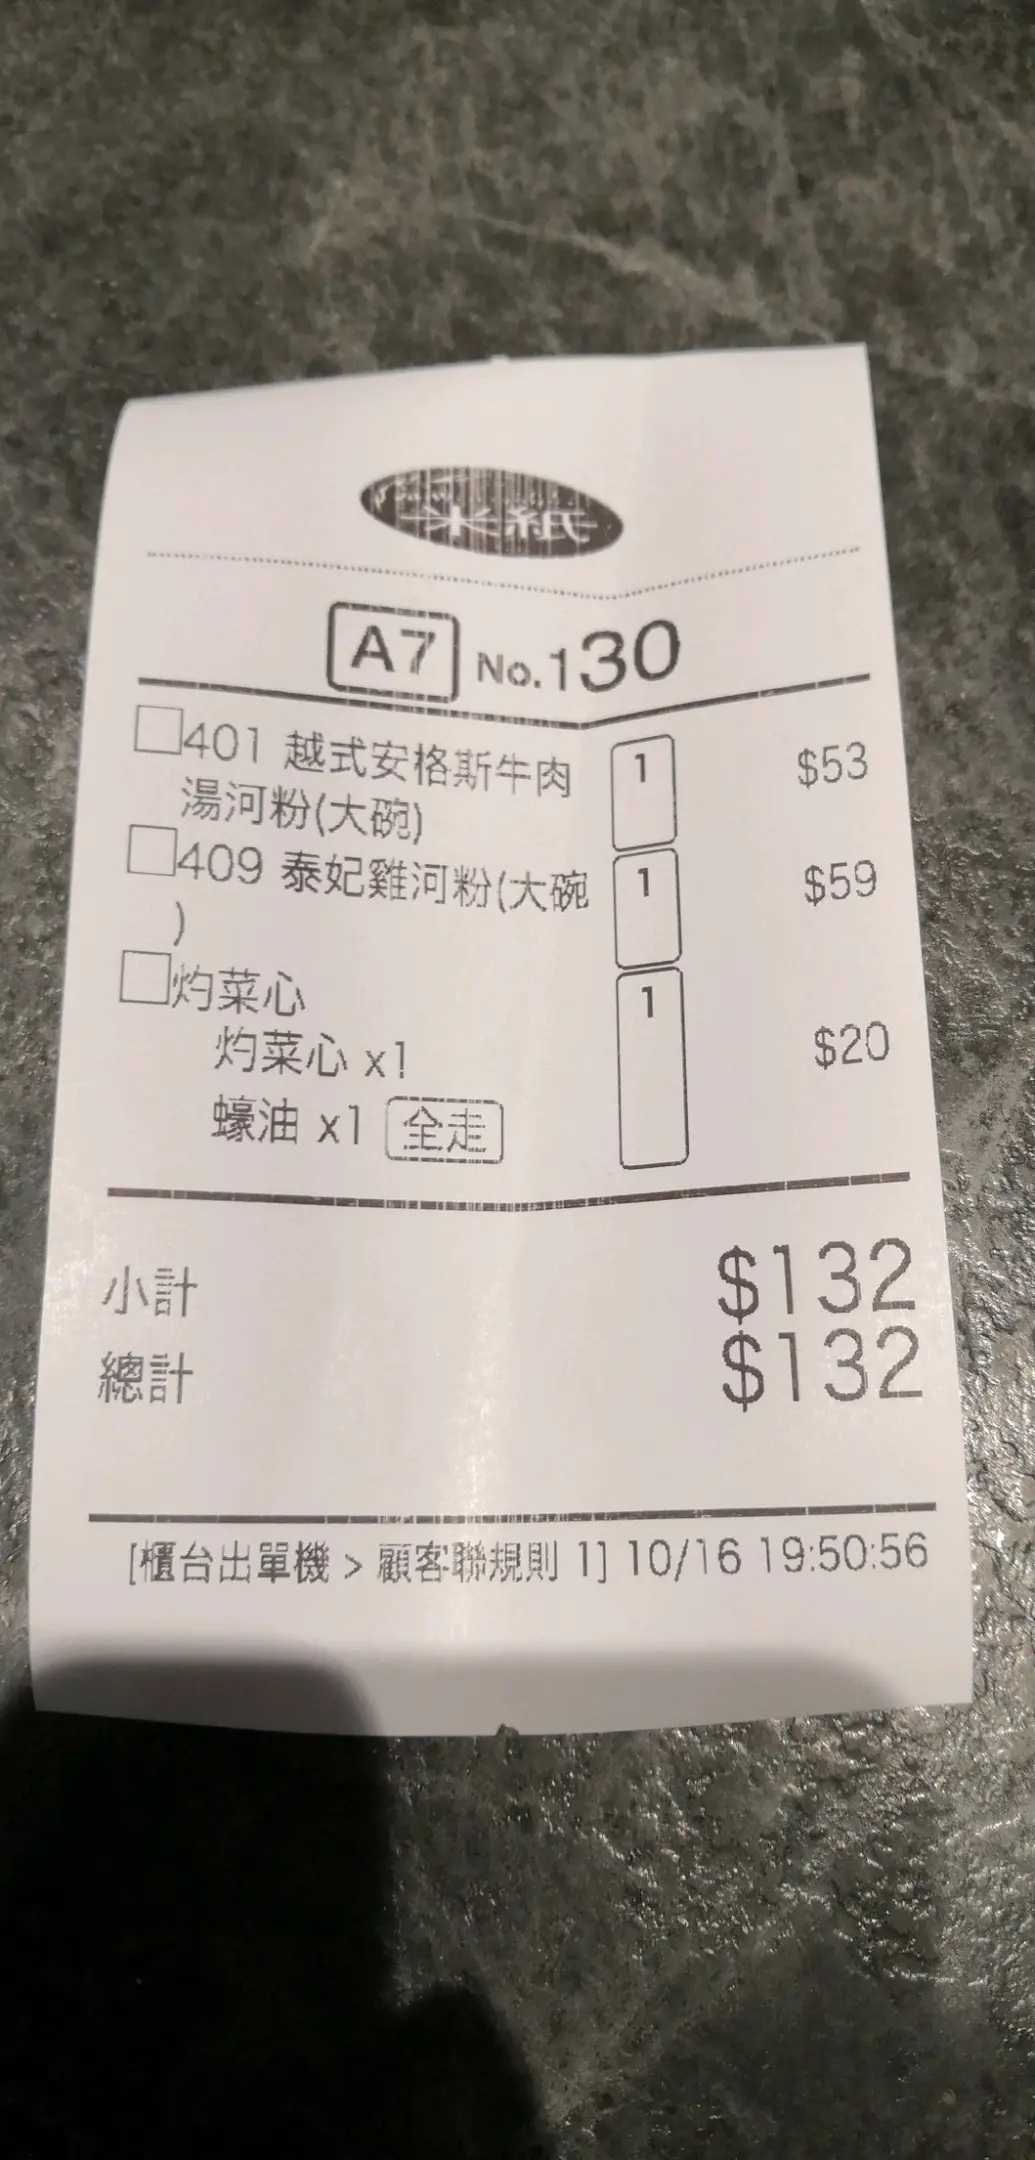 米紙
A7 No.130
401 越式安格斯牛肉 1 $53
湯河粉(大碗)
409 泰妃雞河粉(大碗 1 $59
)
灼菜心 1
灼菜心 x1 $20
蠔油 x1 全走
小計 $132
總計 $132
[櫃台出單機 > 顧客聯規則 1] 10/16 19:50:56